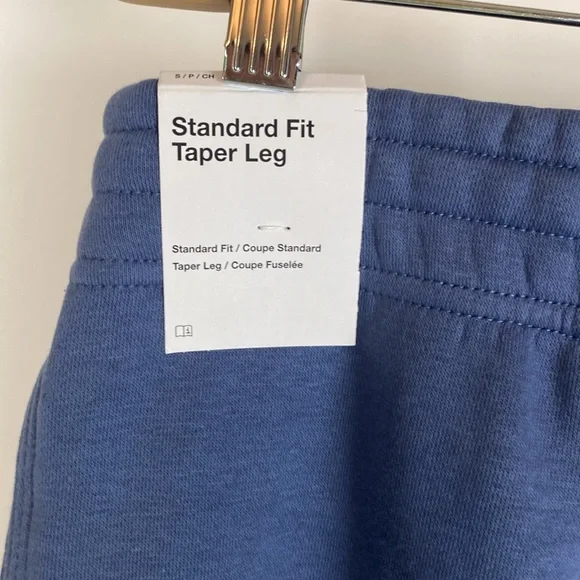 S / P / CH
Standard Fit
Taper Leg
Standard Fit / Coupe Standard
Taper Leg / Coupe Fuselée
i